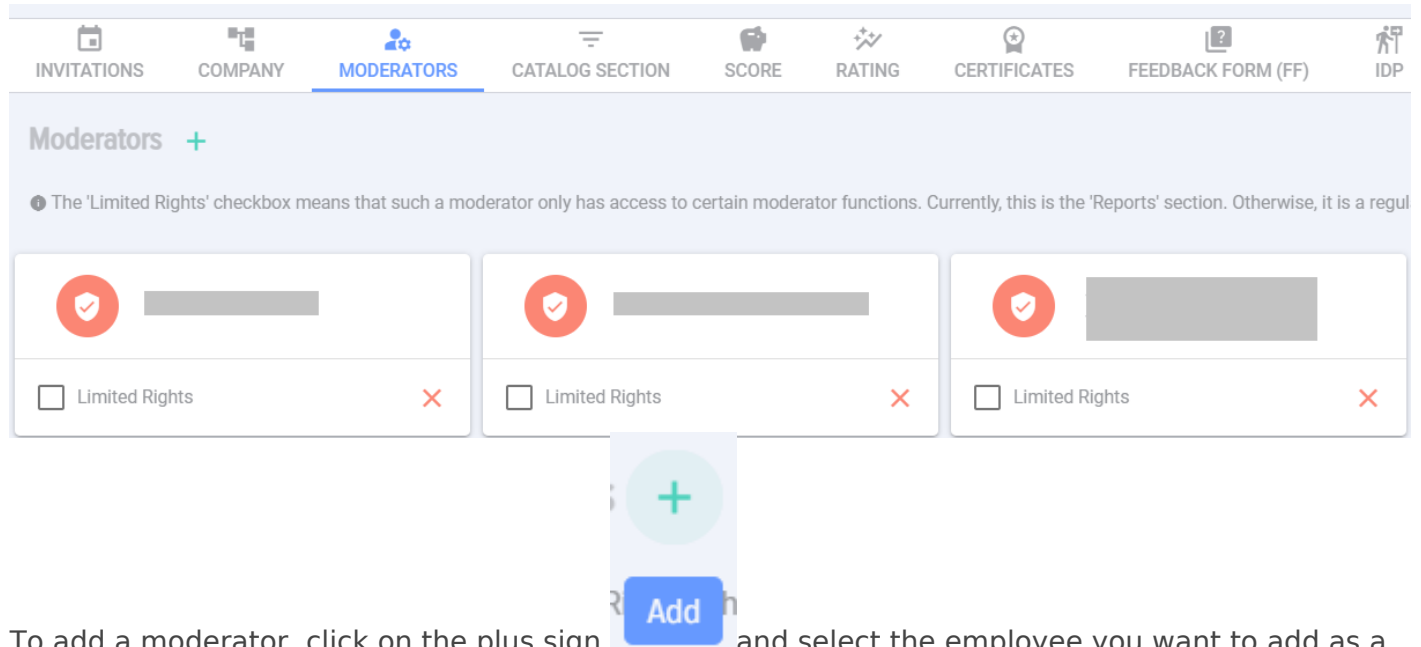 INVITATIONS COMPANY MODERATORS CATALOG SECTION SCORE RATING CERTIFICATES FEEDBACK FORM (FF) IDP
Moderators +
The 'Limited Rights' checkbox means that such a moderator only has access to certain moderator functions. Currently, this is the 'Reports' section. Otherwise, it is a regul
Limited Rights Limited Rights Limited Rights
Add
To add a moderator, click on the plus sign and select the employee you want to add as a